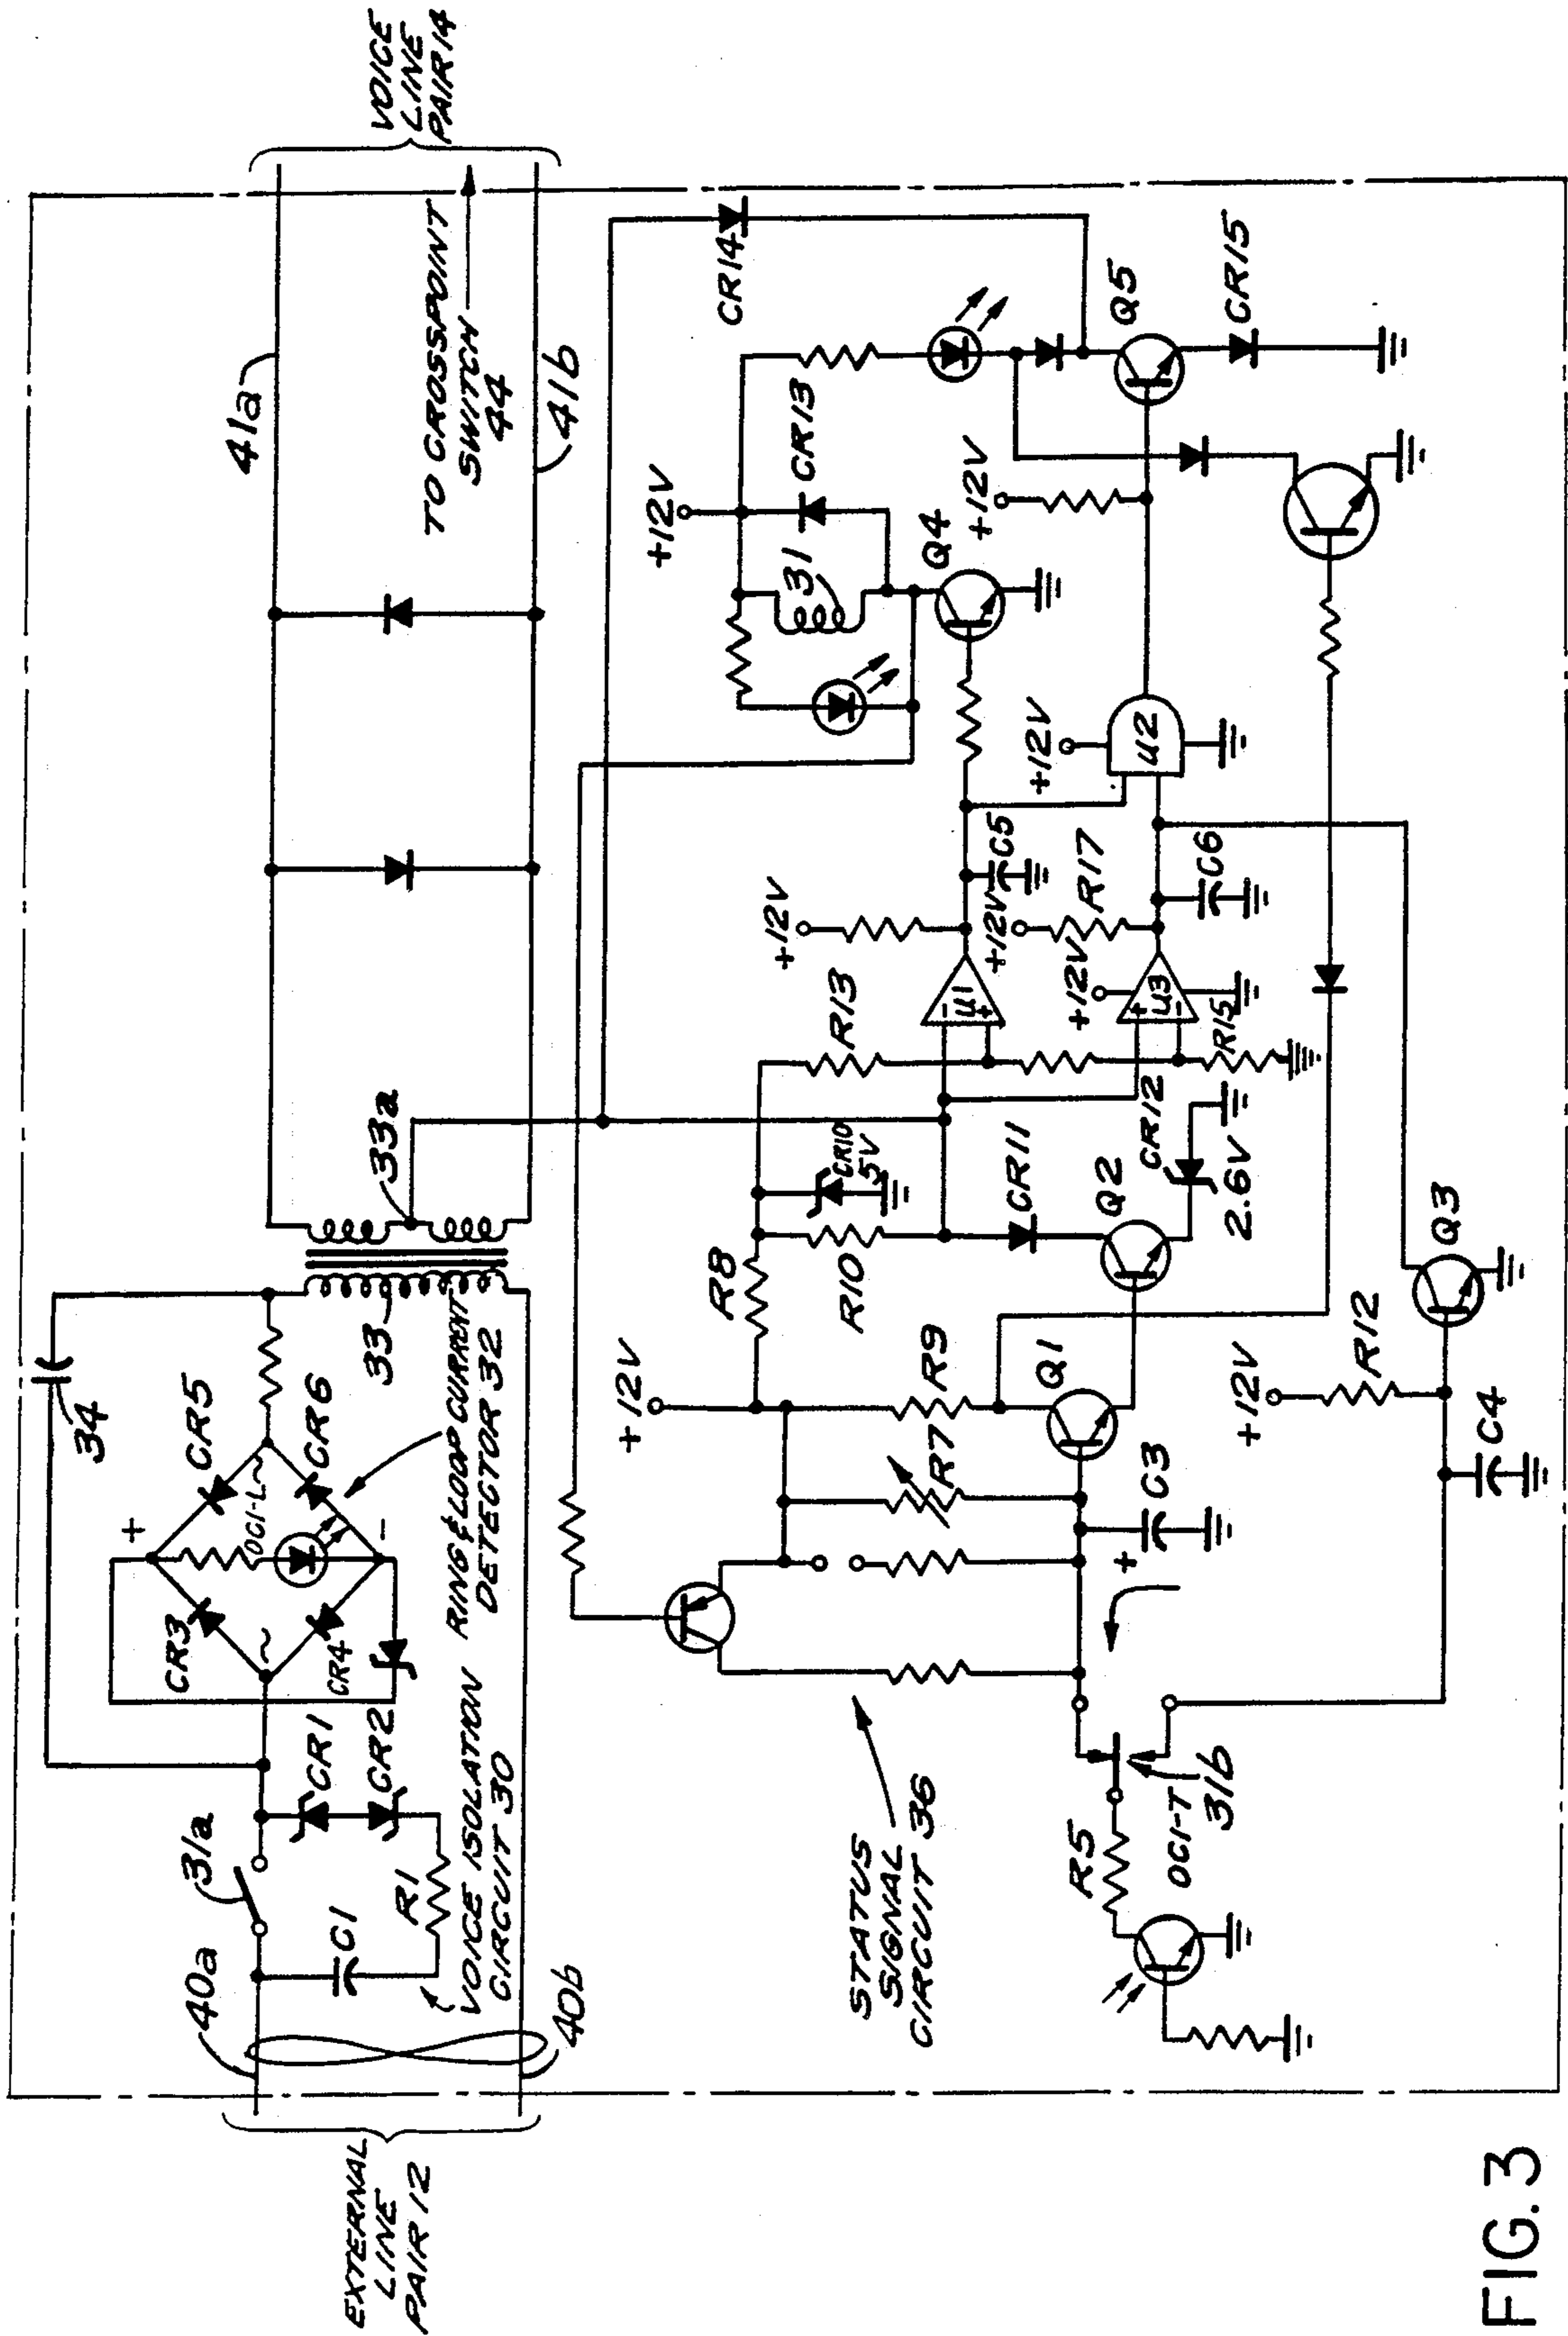 EXTERNAL
LINE
PAIR 12
40a
40b
31a
C1
R1
CR1
CR2
VOICE ISOLATION
CIRCUIT 30
34
CR3
CR4
CR5
CR6
+
-
~
~
OC1-L
RING & LOOP CURRENT
DETECTOR 32
33
33a
41a
41b
TO CROSSPOINT
SWITCH
44
VOICE
LINE
PAIR 14
STATUS
SIGNAL
CIRCUIT 36
R5
OC1-T
31b
+
C3
R7
+12V
R9
Q1
R8
R10
CR10
5V
CR11
Q2
CR12
2.6V
+12V
R12
C4
Q3
R13
R15
-
U1
+
+12V
+
U3
-
+12V
+12V
R17
C5
C6
+12V
U2
31
+12V
CR13
Q4
+12V
CR14
Q5
CR15
FIG. 3